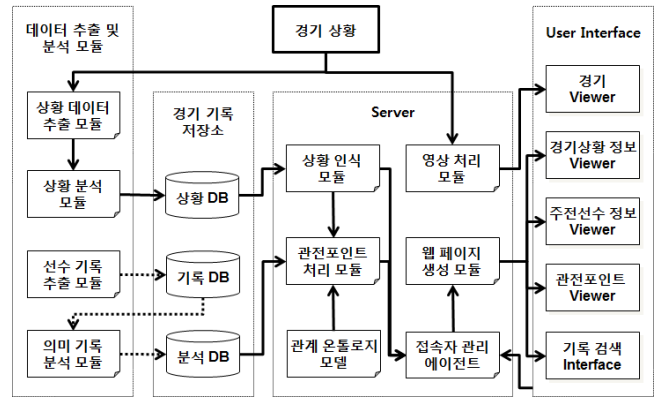 데이터 추출 및
분석 모듈
상황 데이터
추출 모듈
상황 분석
모듈
선수 기록
추출 모듈
의미 기록
분석 모듈
경기 기록
저장소
상황 DB
기록 DB
분석 DB
경기 상황
Server
상황 인식
모듈
영상 처리
모듈
관전포인트
처리 모듈
웹 페이지
생성 모듈
관계 온톨로지
모델
접속자 관리
에이전트
User Interface
경기
Viewer
경기상황 정보
Viewer
주전선수 정보
Viewer
관전포인트
Viewer
기록 검색
Interface